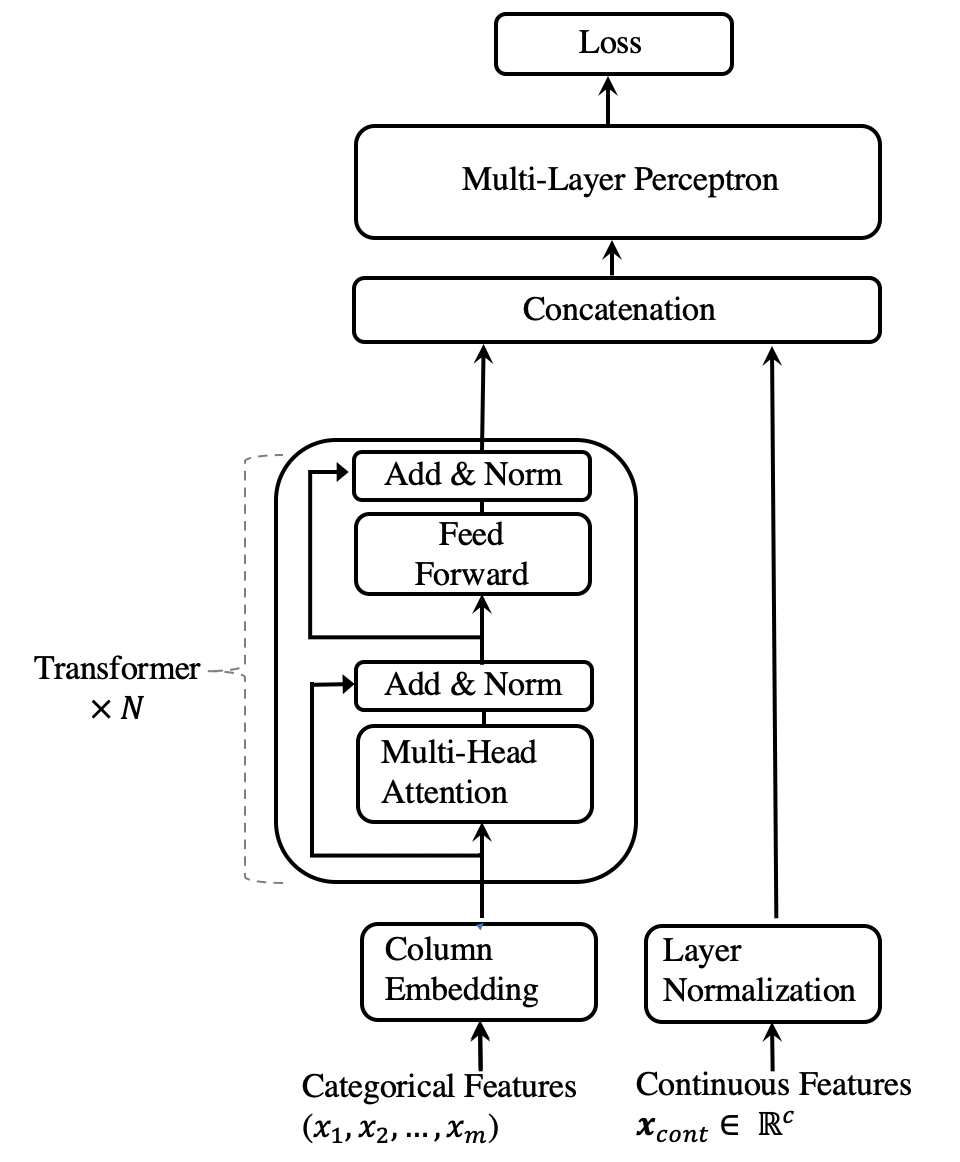 Loss
Multi-Layer Perceptron
Concatenation
Add & Norm
Feed
Forward
Transformer
× N
Add & Norm
Multi-Head
Attention
Column
Embedding
Layer
Normalization
Categorical Features
(x₁, x₂, ..., xₘ)
Continuous Features
x_cont ∈ ℝᶜ